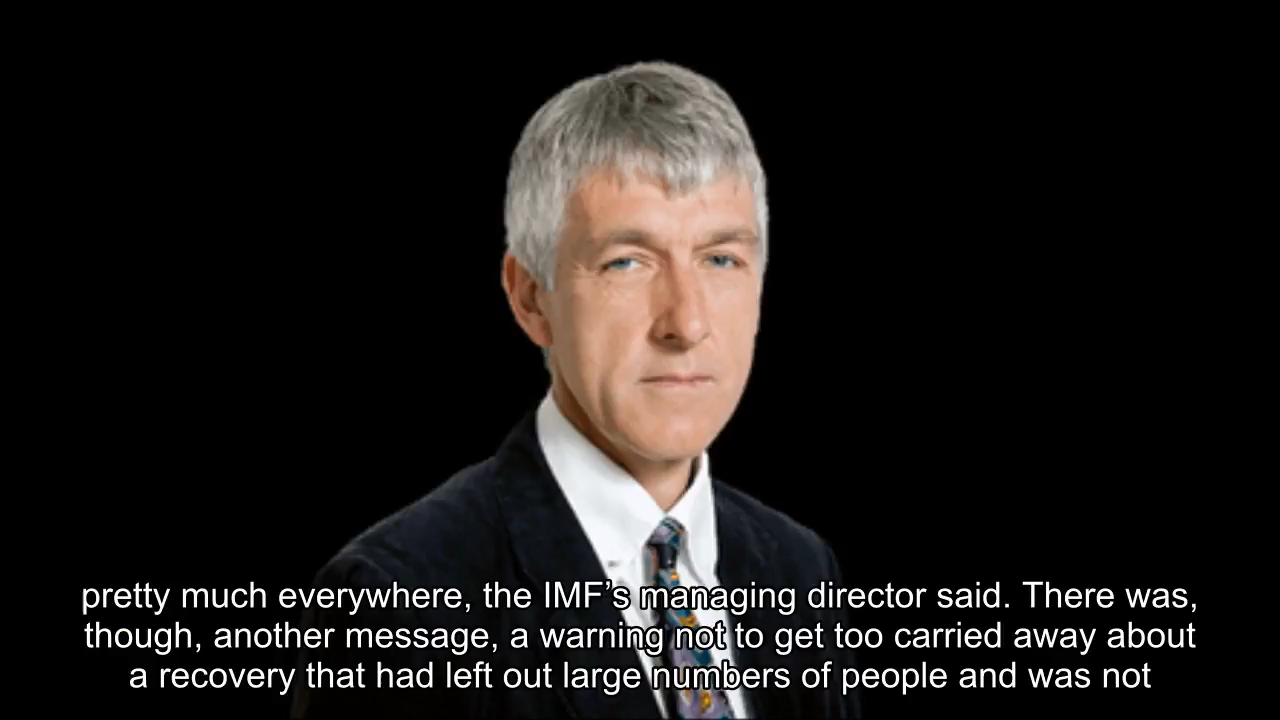 pretty much everywhere, the IMF’s managing director said. There was,
though, another message, a warning not to get too carried away about
a recovery that had left out large numbers of people and was not